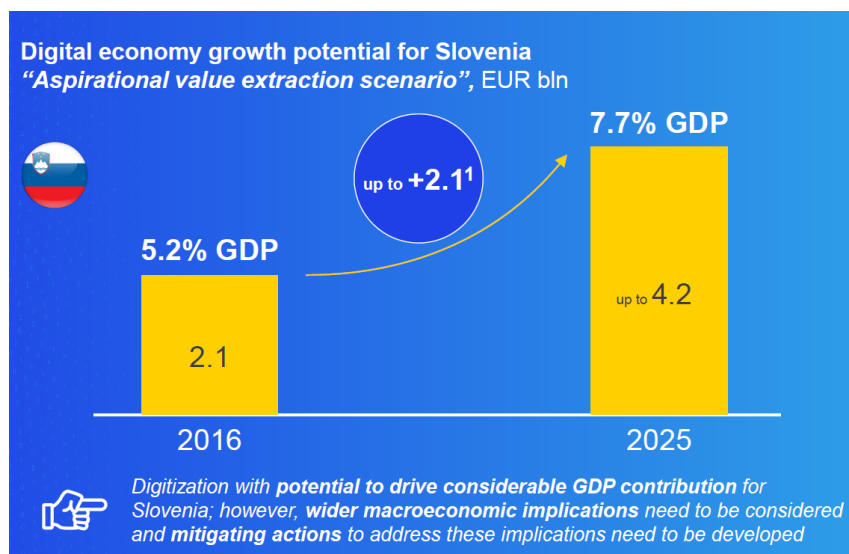 Digital economy growth potential for Slovenia
“Aspirational value extraction scenario”, EUR bln
7.7% GDP
up to +2.1¹
5.2% GDP
up to 4.2
2.1
2016
2025
Digitization with potential to drive considerable GDP contribution for
Slovenia; however, wider macroeconomic implications need to be considered
and mitigating actions to address these implications need to be developed